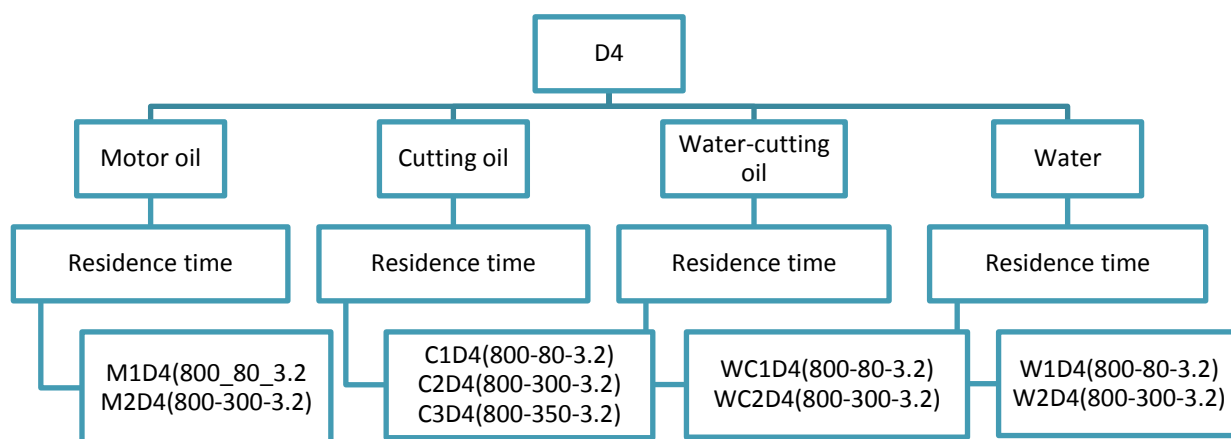 D4
Motor oil
Cutting oil
Water-cutting
oil
Water
Residence time
Residence time
Residence time
Residence time
M1D4(800_80_3.2
M2D4(800-300-3.2)
C1D4(800-80-3.2)
C2D4(800-300-3.2)
C3D4(800-350-3.2)
WC1D4(800-80-3.2)
WC2D4(800-300-3.2)
W1D4(800-80-3.2)
W2D4(800-300-3.2)